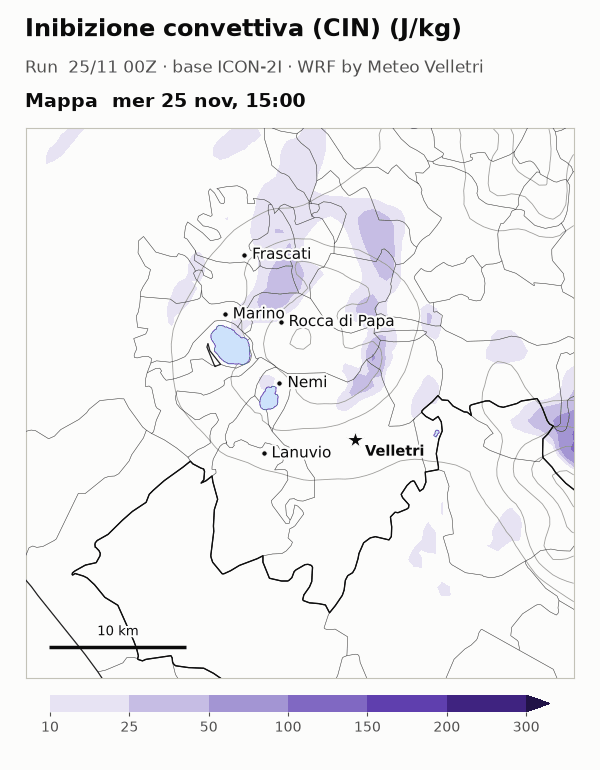 Inibizione convettiva (CIN) (J/kg)
Run  25/11 00Z · base ICON-2I · WRF by Meteo Velletri
Mappa  mer 25 nov, 15:00
Frascati
Marino
Rocca di Papa
Nemi
Velletri
Lanuvio
10 km
10 25 50 100 150 200 300